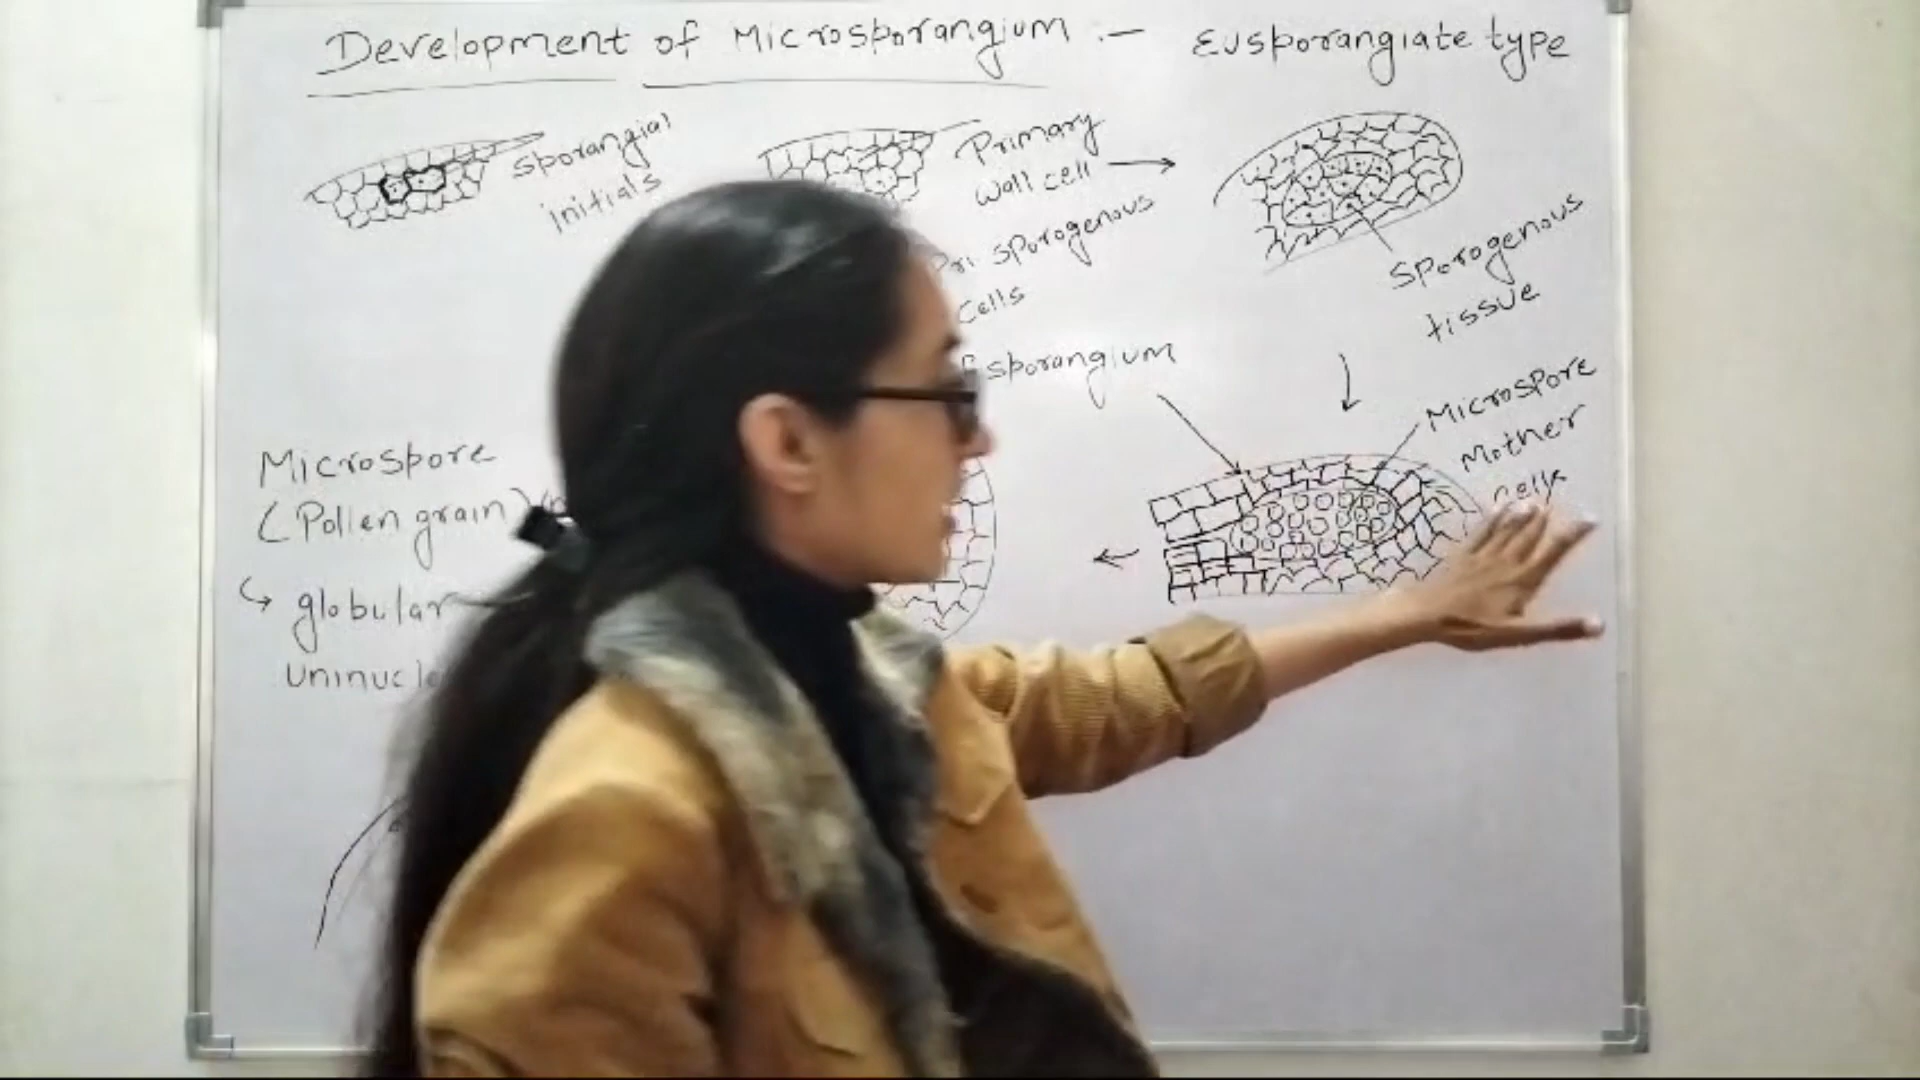 Development of Microsporangium :- Eusporangiate type
sporangial
initials
Primary
wall cell
Pri sporogenous
cells
Sporogenous
tissue
sporangium
Microspore
Mother
cells
Microspore
(Pollen grain)
globular